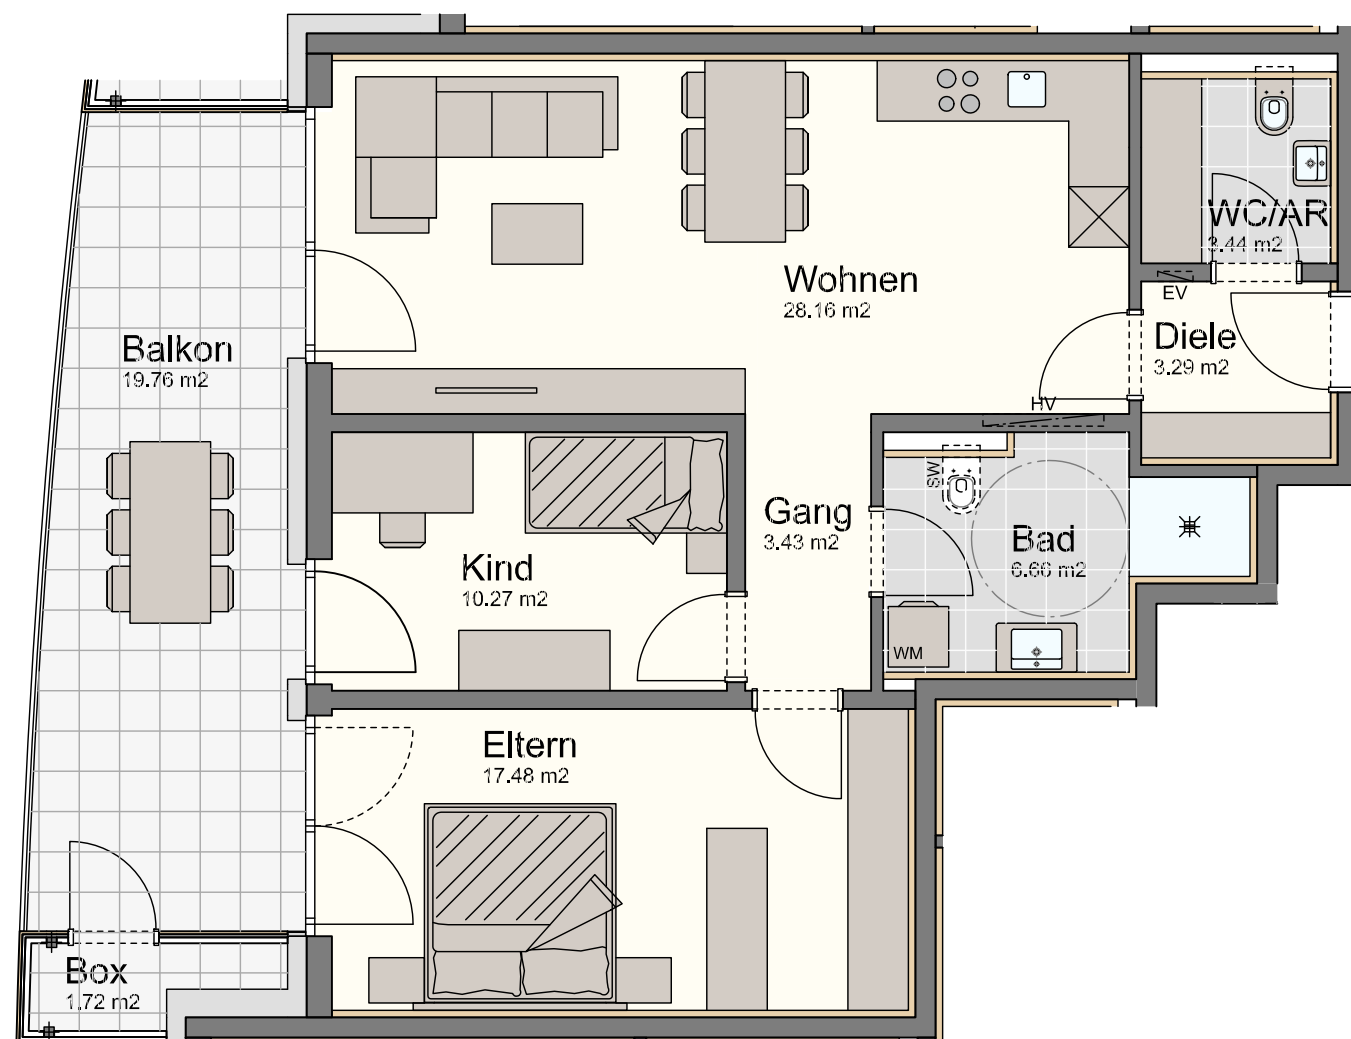 WC/AR
3.44 m2
Wohnen
28.16 m2
EV
Diele
3.29 m2
Balkon
19.76 m2
HV
SW
Gang
3.43 m2
Bad
6.66 m2
Kind
10.27 m2
WM
Eltern
17.48 m2
Box
1.72 m2